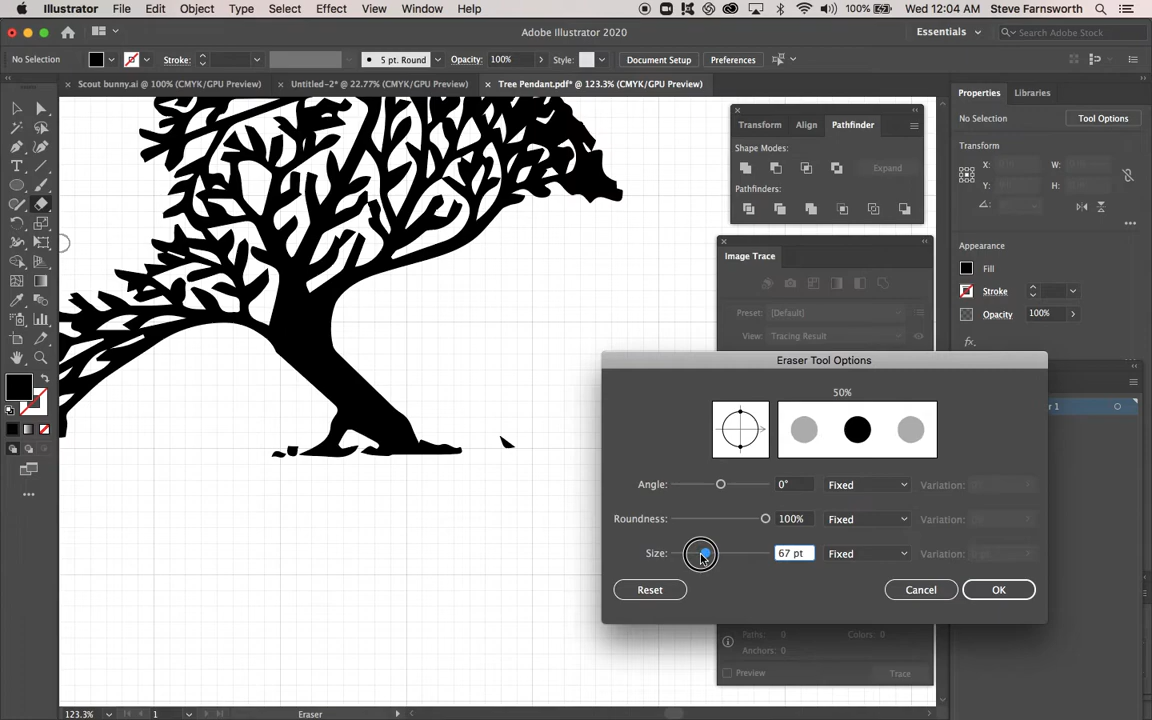 Illustrator File Edit Object Type Select Effect View Window Help 100% Wed 12:04 AM Steve Farnsworth
Adobe Illustrator 2020 Essentials Search Adobe Stock
No Selection Stroke: 5 pt. Round Opacity: 100% Style: Document Setup Preferences
Scout bunny.ai @ 100% (CMYK/GPU Preview) Untitled-2* @ 22.77% (CMYK/GPU Preview) Tree Pendant.pdf* @ 123.3% (CMYK/GPU Preview)
Properties Libraries
No Selection Tool Options
Transform Align Pathfinder
Shape Modes:
Expand
Pathfinders:
Transform
X: W:
Y: H:
Appearance
Fill
Stroke
Opacity 100%
fx.
Image Trace
Preset: [Default]
View: Tracing Result
Eraser Tool Options
50%
Angle: 0° Fixed Variation:
Roundness: 100% Fixed Variation:
Size: 67 pt Fixed Variation:
Reset Cancel OK
Paths: 0 Colors: 0
Anchors: 0
Preview Trace
123.3% 1 Eraser